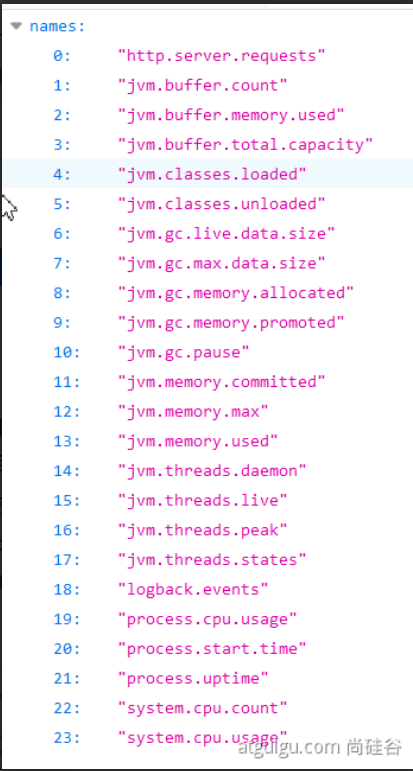 names:
0: "http.server.requests"
1: "jvm.buffer.count"
2: "jvm.buffer.memory.used"
3: "jvm.buffer.total.capacity"
4: "jvm.classes.loaded"
5: "jvm.classes.unloaded"
6: "jvm.gc.live.data.size"
7: "jvm.gc.max.data.size"
8: "jvm.gc.memory.allocated"
9: "jvm.gc.memory.promoted"
10: "jvm.gc.pause"
11: "jvm.memory.committed"
12: "jvm.memory.max"
13: "jvm.memory.used"
14: "jvm.threads.daemon"
15: "jvm.threads.live"
16: "jvm.threads.peak"
17: "jvm.threads.states"
18: "logback.events"
19: "process.cpu.usage"
20: "process.start.time"
21: "process.uptime"
22: "system.cpu.count"
23: "system.cpu.usage"
atguigu.com 尚硅谷